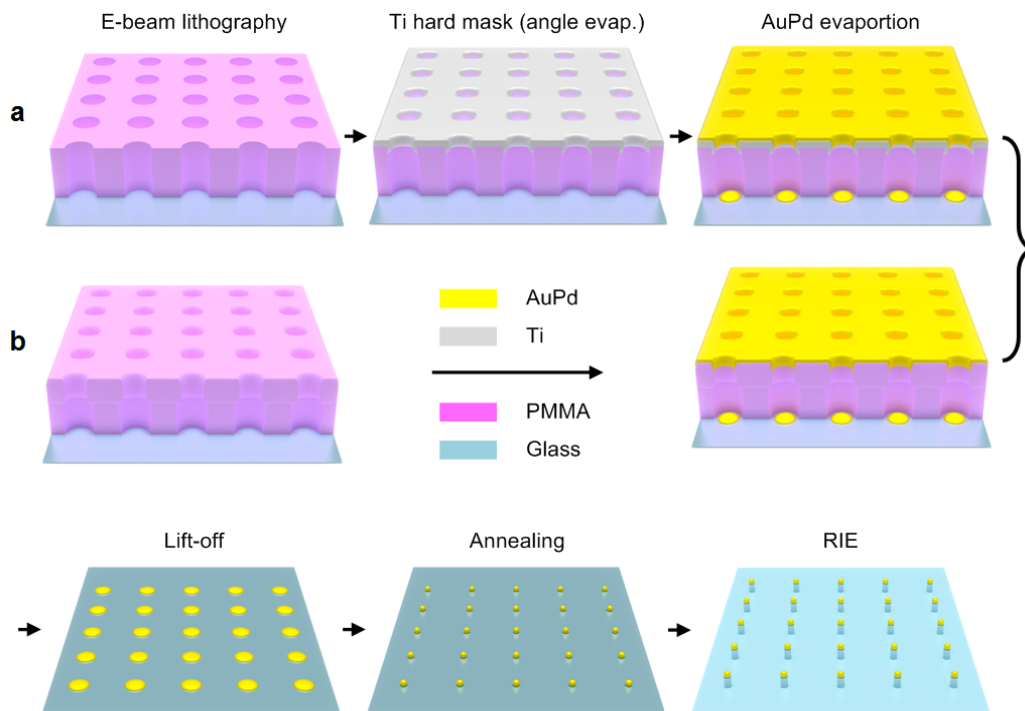 E-beam lithography
Ti hard mask (angle evap.)
AuPd evaportion
a
b
AuPd
Ti
PMMA
Glass
Lift-off
Annealing
RIE